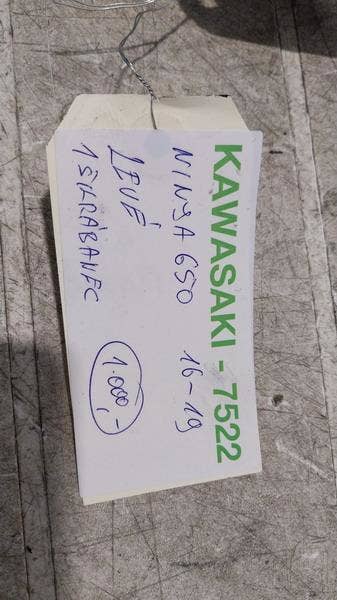 KAWASAKI - 7522
NINJA 650 16-19
LEVÉ
1 ŠKRÁBANEC 1.000,-